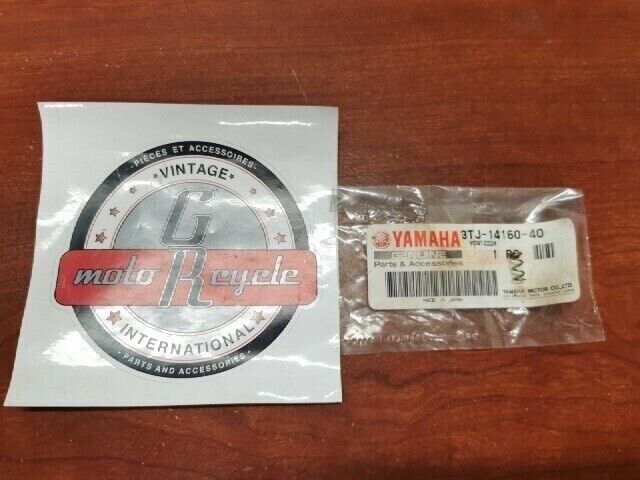 -PIÈCES ET ACCESSOIRES-
VINTAGE
G
moto R cycle
INTERNATIONAL
-PARTS AND ACCESSORIES-
YAMAHA
3TJ-14160-40
GENUINE
1
Parts & Accessories
MADE IN JAPAN
YAMAHA MOTOR CO.,LTD.